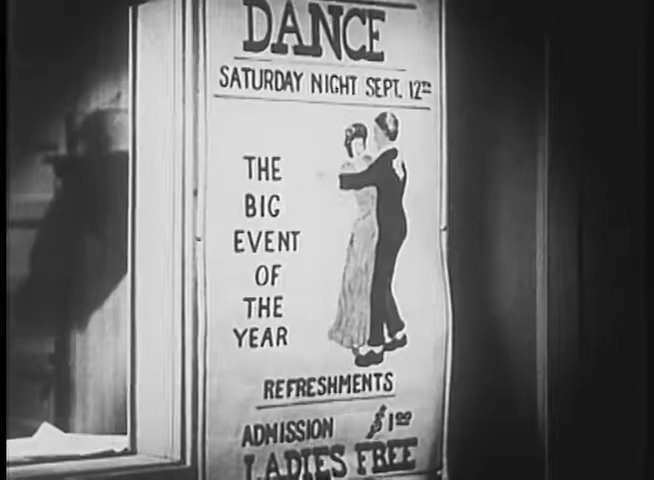 DANCE
SATURDAY NIGHT SEPT. 12TH
THE
BIG
EVENT
OF
THE
YEAR
REFRESHMENTS
ADMISSION $1.00
LADIES FREE